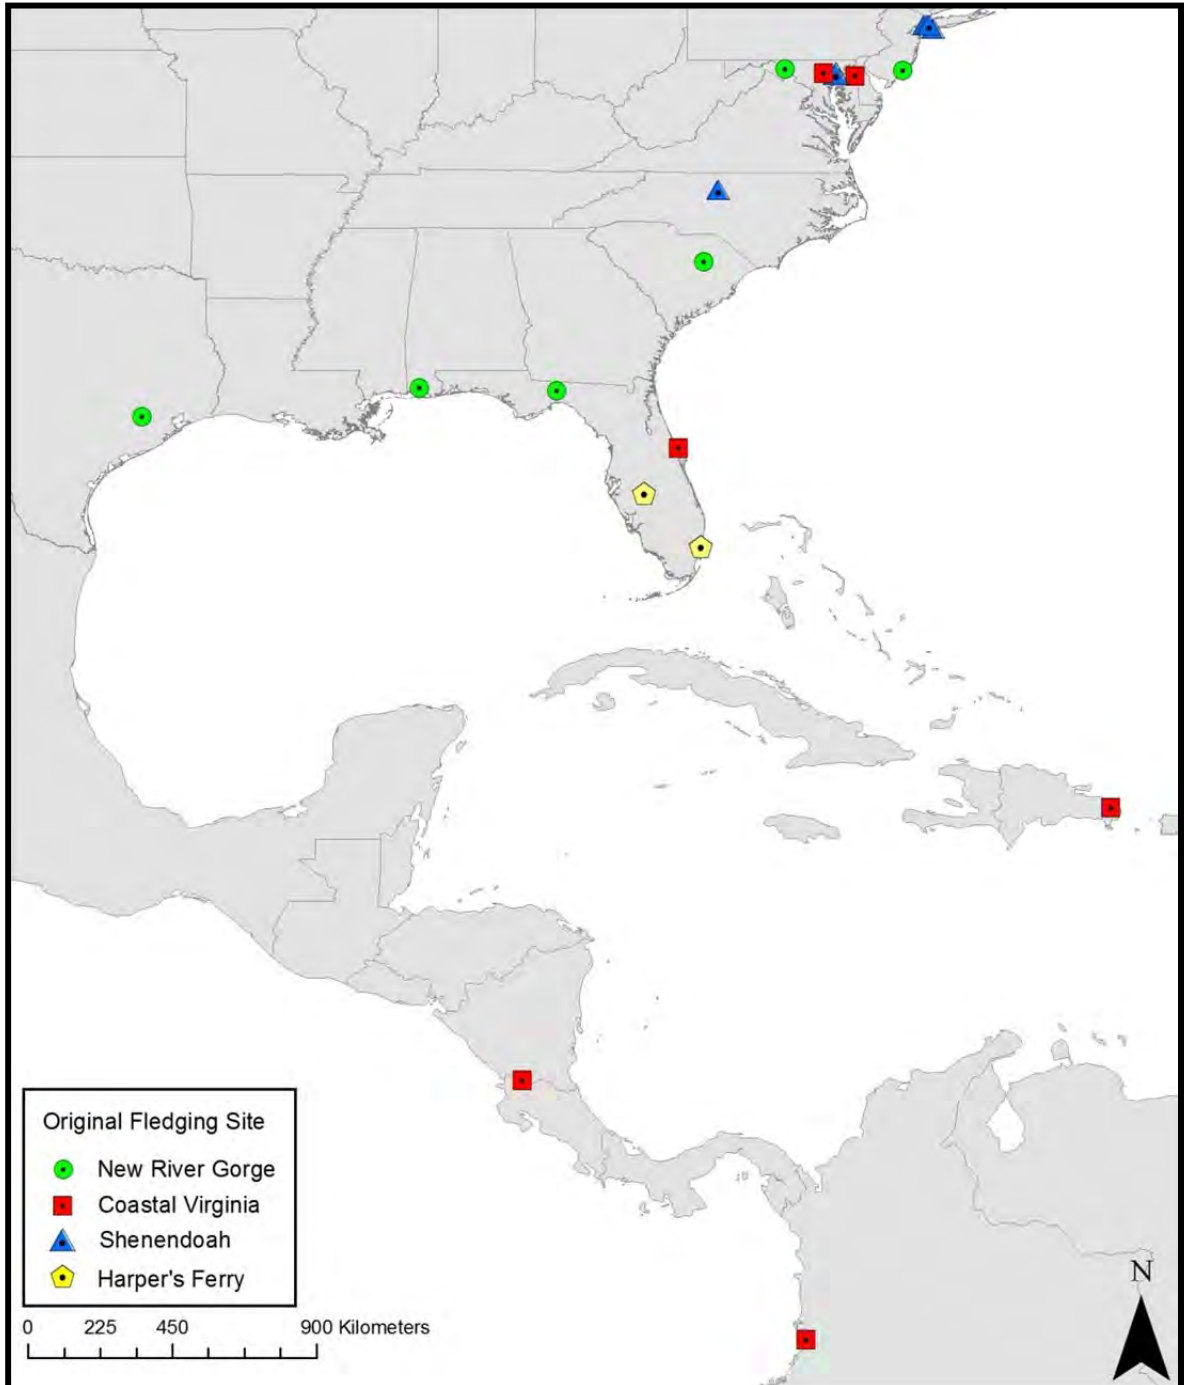 Original Fledging Site
New River Gorge
Coastal Virginia
Shenendoah
Harper's Ferry
0 225 450 900 Kilometers
N